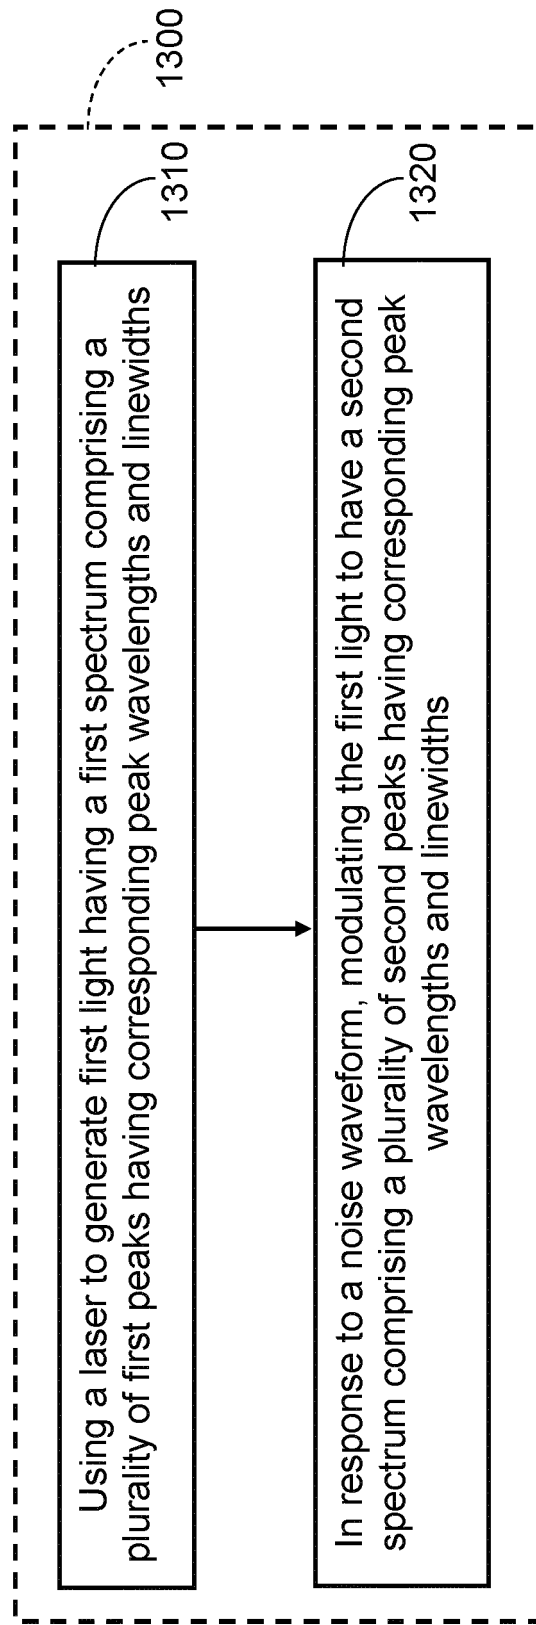 1300
1310
Using a laser to generate first light having a first spectrum comprising a
plurality of first peaks having corresponding peak wavelengths and linewidths
1320
In response to a noise waveform, modulating the first light to have a second
spectrum comprising a plurality of second peaks having corresponding peak
wavelengths and linewidths